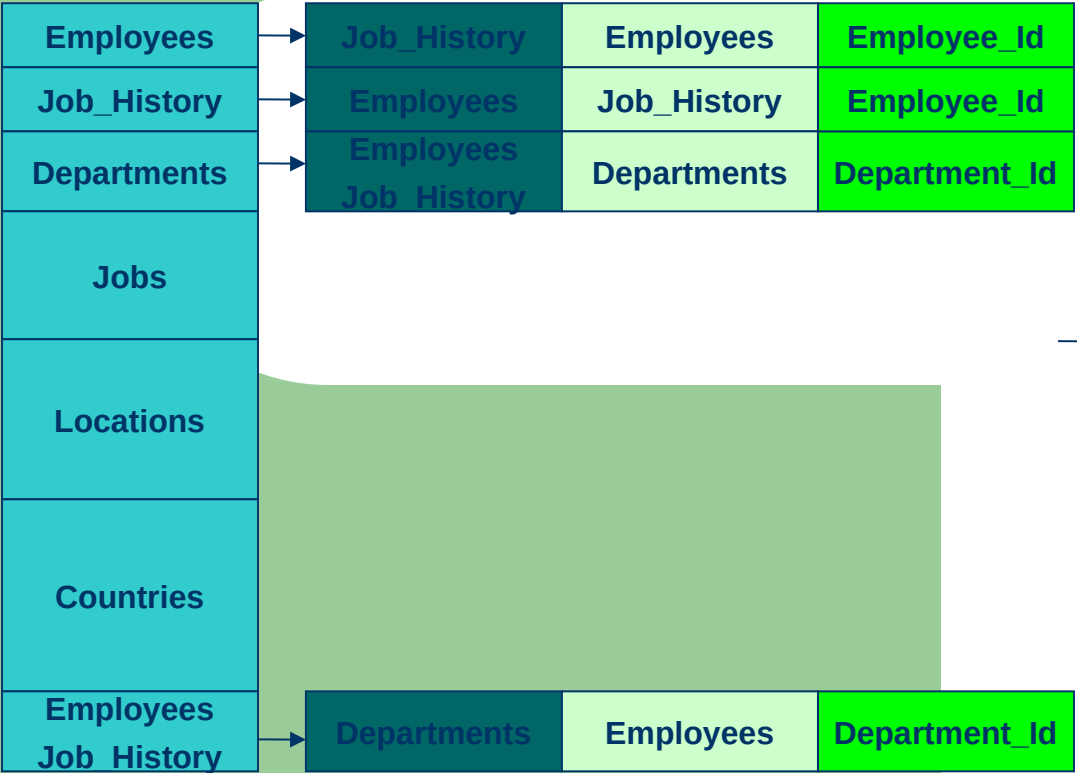 Employees Job_History Employees Employee_Id
Job_History Employees Job_History Employee_Id
Departments Employees Job_History Departments Department_Id
Jobs
Locations
Countries
Employees Job_History Departments Employees Department_Id